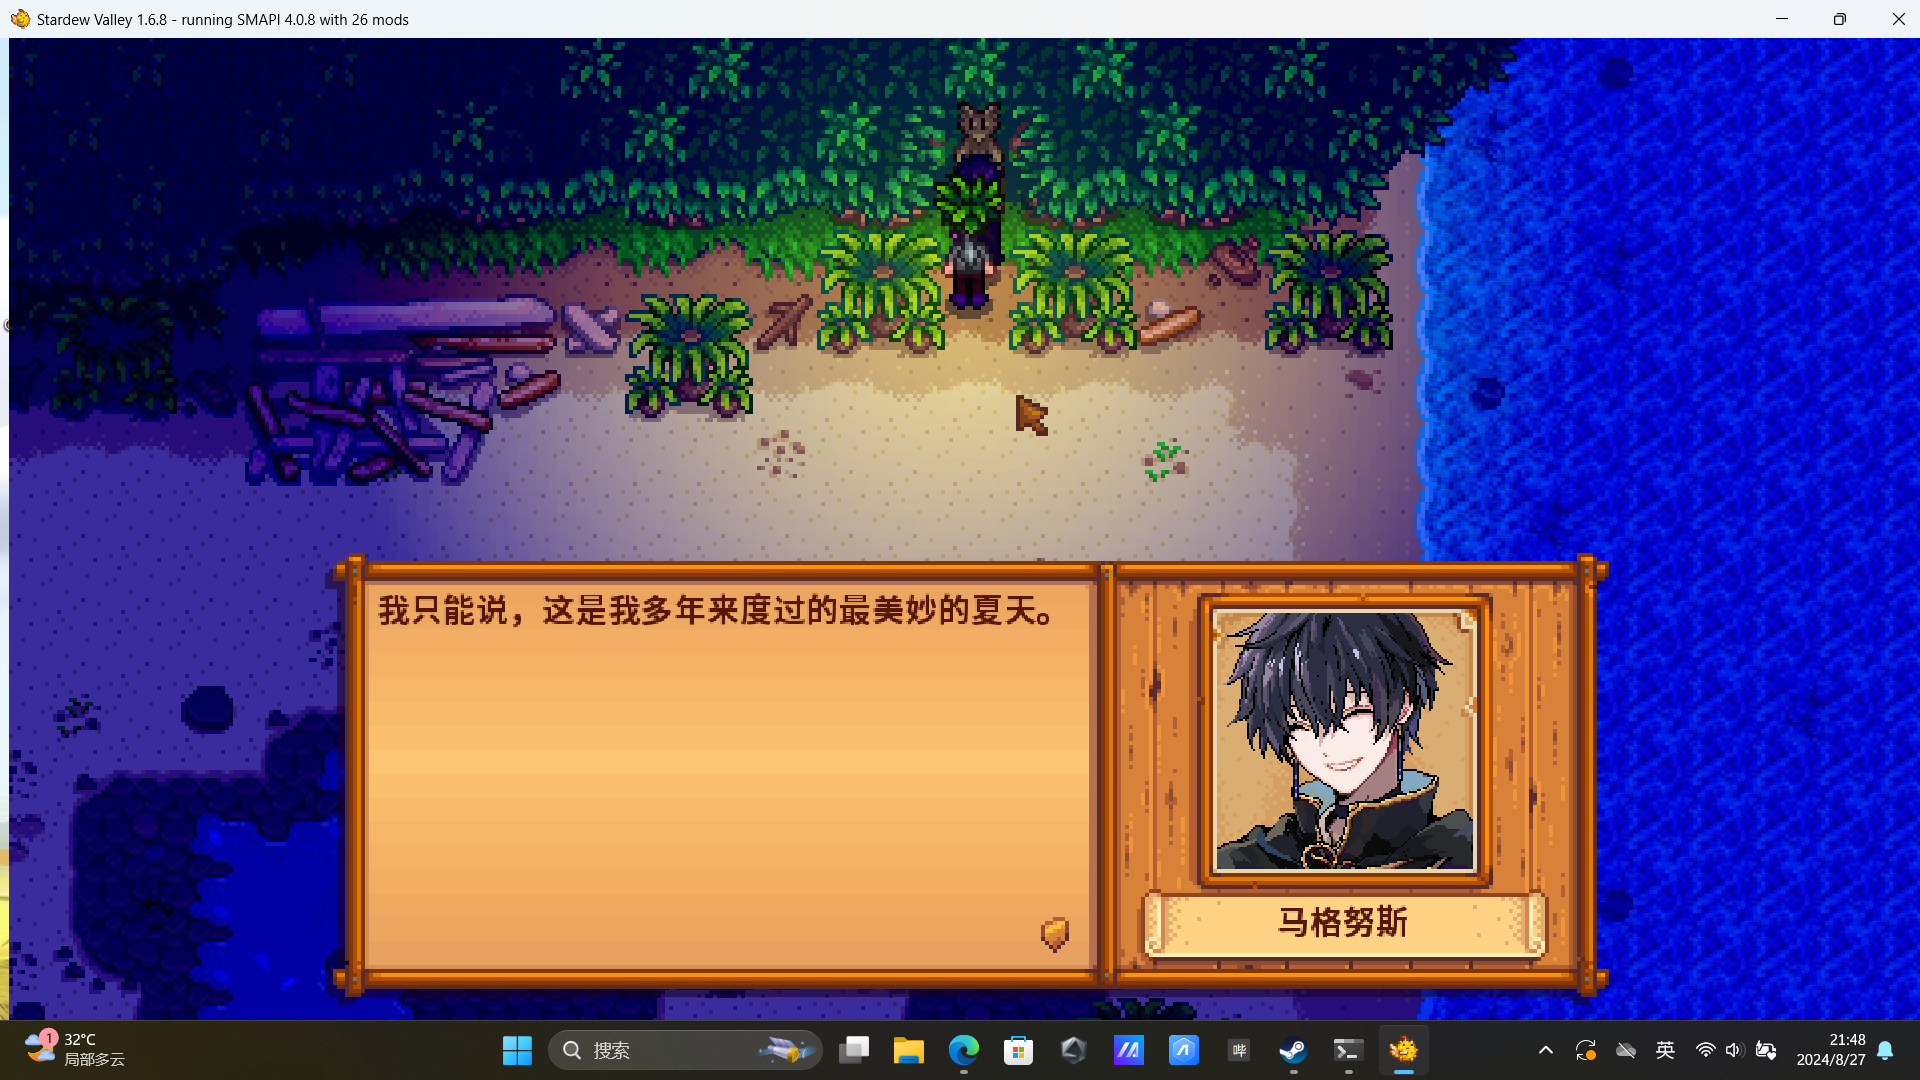 Stardew Valley 1.6.8 - running SMAPI 4.0.8 with 26 mods
我只能说，这是我多年来度过的最美妙的夏天。
马格努斯
1
32°C
局部多云
搜索
哔
英
21:48
2024/8/27